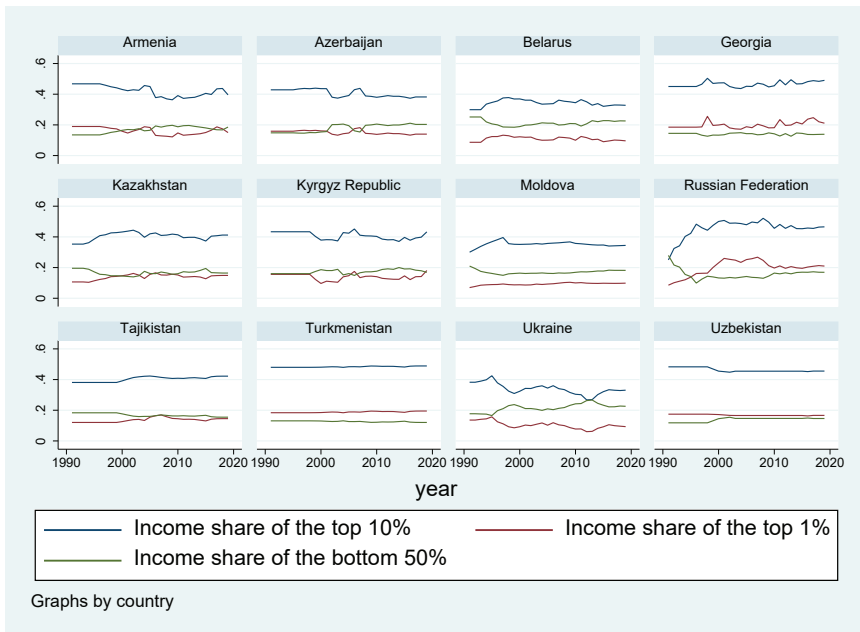 Armenia Azerbaijan Belarus Georgia
.6
.4
.2
0
Kazakhstan Kyrgyz Republic Moldova Russian Federation
.6
.4
.2
0
Tajikistan Turkmenistan Ukraine Uzbekistan
.6
.4
.2
0
1990 2000 2010 2020 1990 2000 2010 2020 1990 2000 2010 2020 1990 2000 2010 2020
year
Income share of the top 10% Income share of the top 1%
Income share of the bottom 50%
Graphs by country